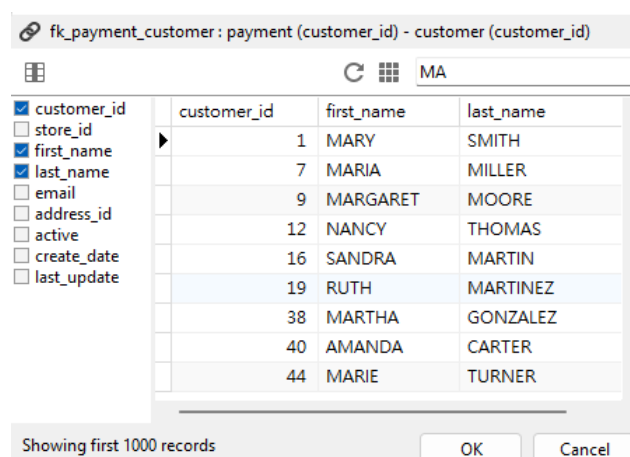 fk_payment_customer : payment (customer_id) - customer (customer_id)
MA
customer_id
store_id
first_name
last_name
email
address_id
active
create_date
last_update
customer_id first_name last_name
1 MARY SMITH
7 MARIA MILLER
9 MARGARET MOORE
12 NANCY THOMAS
16 SANDRA MARTIN
19 RUTH MARTINEZ
38 MARTHA GONZALEZ
40 AMANDA CARTER
44 MARIE TURNER
Showing first 1000 records
OK Cancel